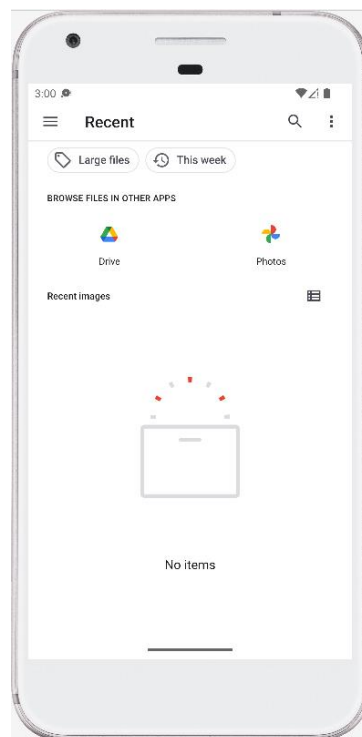 3:00
Recent
Large files
This week
BROWSE FILES IN OTHER APPS
Drive
Photos
Recent images
No items